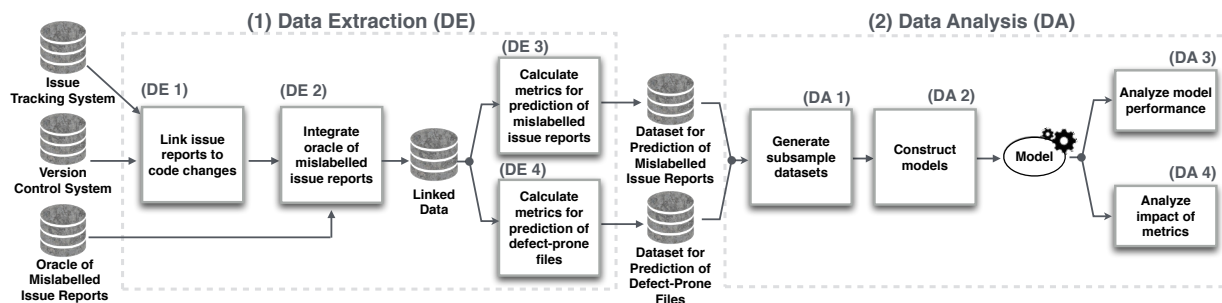 (1) Data Extraction (DE)
(2) Data Analysis (DA)
Issue
Tracking System
Version
Control System
Oracle of
Mislabelled
Issue Reports
(DE 1)
Link issue
reports to
code changes
(DE 2)
Integrate
oracle of
mislabelled
issue reports
Linked
Data
(DE 3)
Calculate
metrics for
prediction of
mislabelled
issue reports
(DE 4)
Calculate
metrics for
prediction of
defect-prone
files
Dataset for
Prediction of
Mislabelled
Issue Reports
Dataset for
Prediction of
Defect-Prone
Files
(DA 1)
Generate
subsample
datasets
(DA 2)
Construct
models
Model
(DA 3)
Analyze model
performance
(DA 4)
Analyze
impact of
metrics